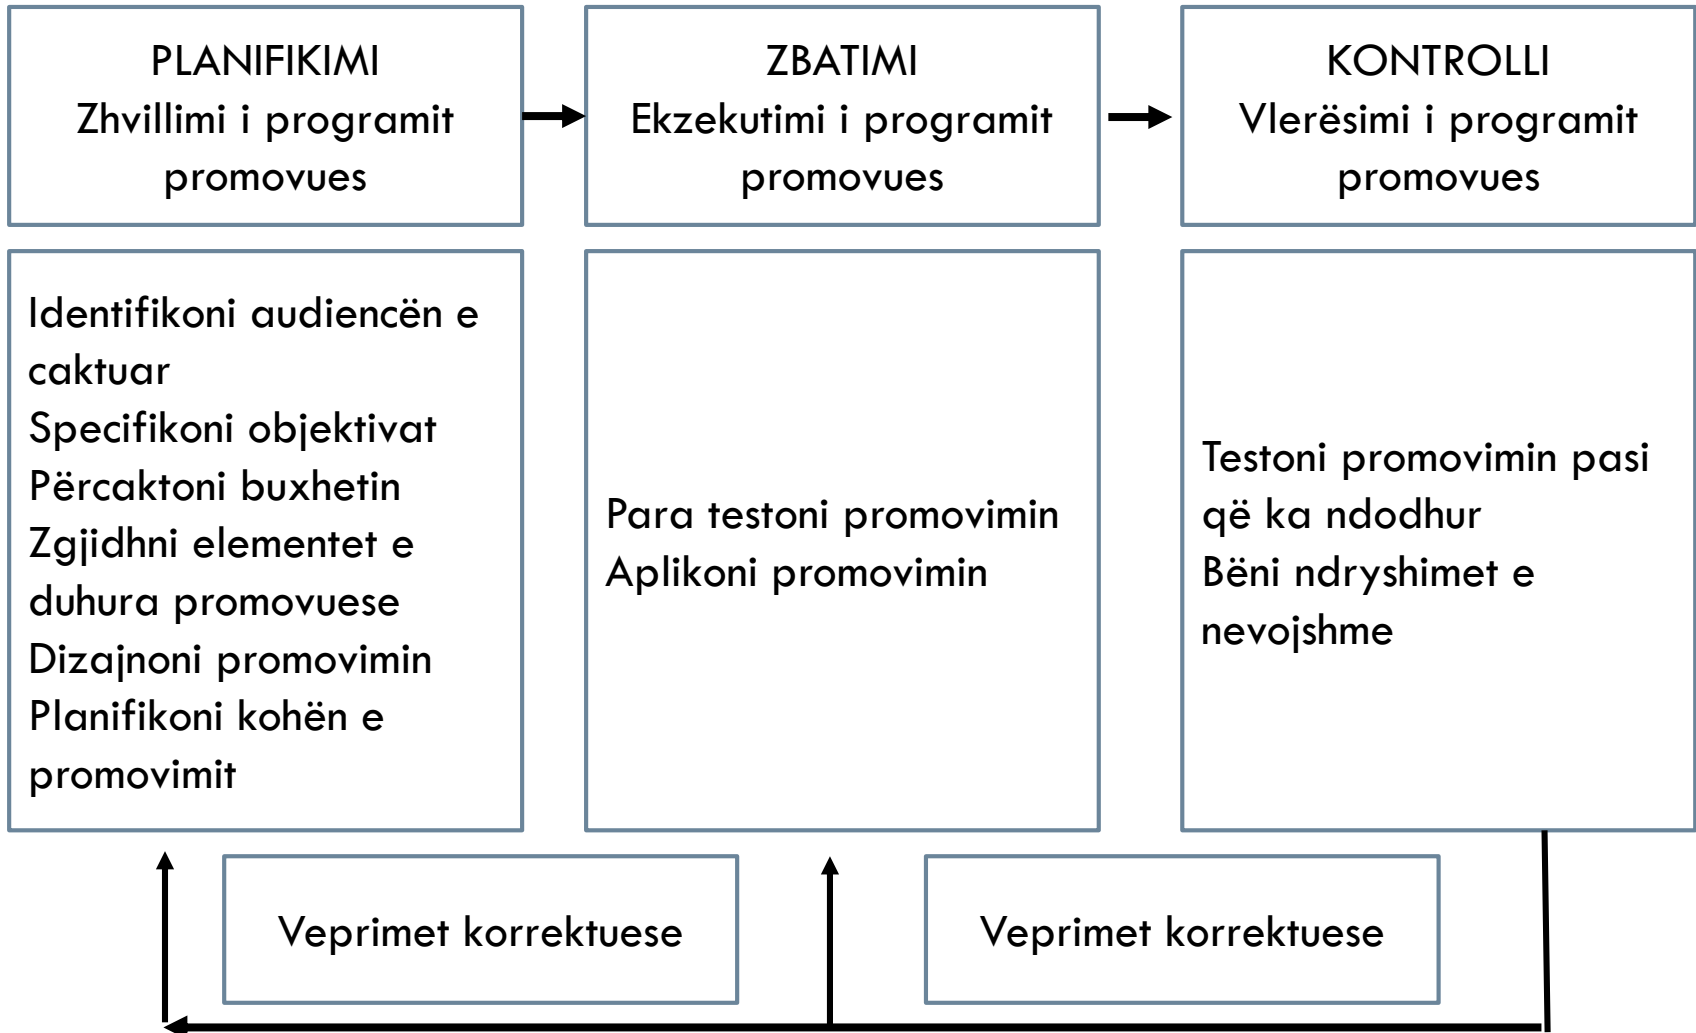 PLANIFIKIMI
Zhvillimi i programit
promovues
ZBATIMI
Ekzekutimi i programit
promovues
KONTROLLI
Vlerësimi i programit
promovues
Identifikoni audiencën e
caktuar
Specifikoni objektivat
Përcaktoni buxhetin
Zgjidhni elementet e
duhura promovuese
Dizajnoni promovimin
Planifikoni kohën e
promovimit
Para testoni promovimin
Aplikoni promovimin
Testoni promovimin pasi
që ka ndodhur
Bëni ndryshimet e
nevojshme
Veprimet korrektuese
Veprimet korrektuese